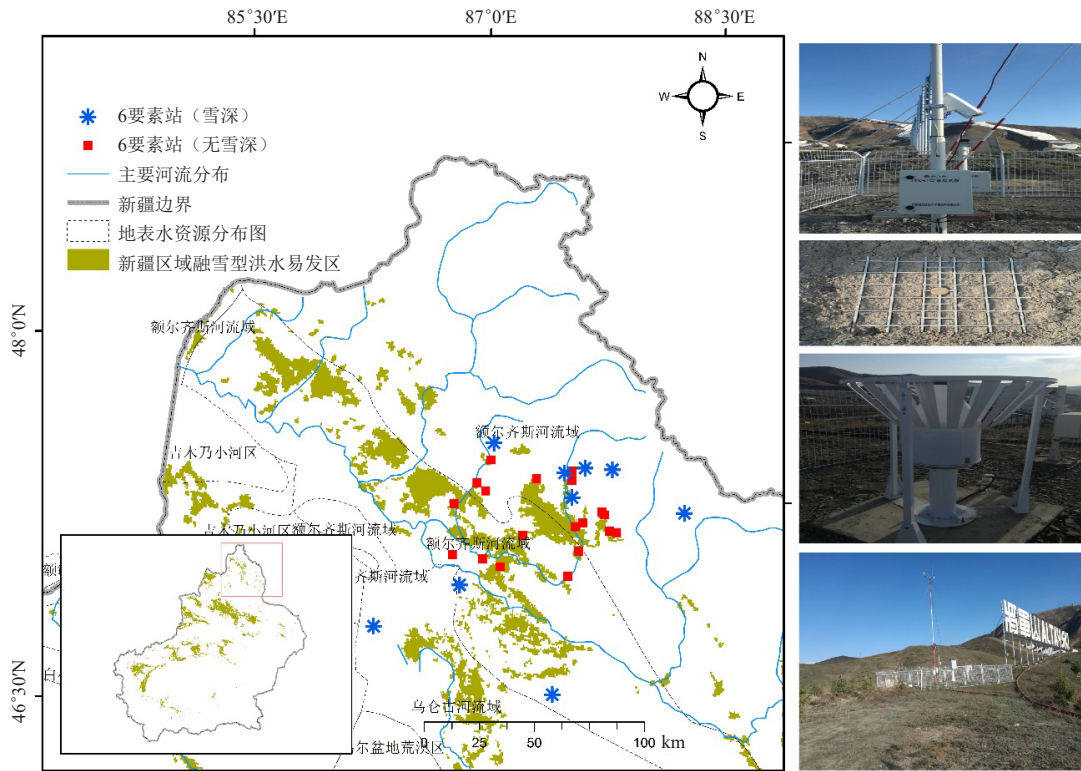 85°30′E
87°0′E
88°30′E
N
W
E
S
6要素站（雪深）
6要素站（无雪深）
主要河流分布
新疆边界
地表水资源分布图
新疆区域融雪型洪水易发区
48°0′N
额尔齐斯河流域
额尔齐斯河流域
吉木乃小河区
吉木乃小河区额尔齐斯河流域
额尔齐斯河流域
齐斯河流域
46°30′N
乌仑古河流域
尔盆地荒漠区
0
25
50
100
km